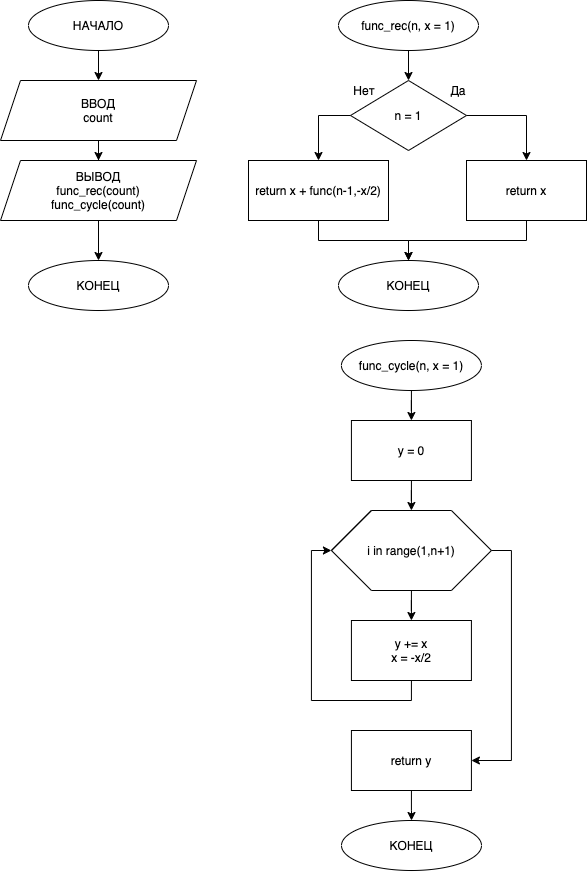 НАЧАЛО
ВВОД
count
ВЫВОД
func_rec(count)
func_cycle(count)
КОНЕЦ
func_rec(n, x = 1)
Нет
Да
n = 1
return x + func(n-1,-x/2)
return x
КОНЕЦ
func_cycle(n, x = 1)
y = 0
i in range(1,n+1)
y += x
x = -x/2
return y
КОНЕЦ